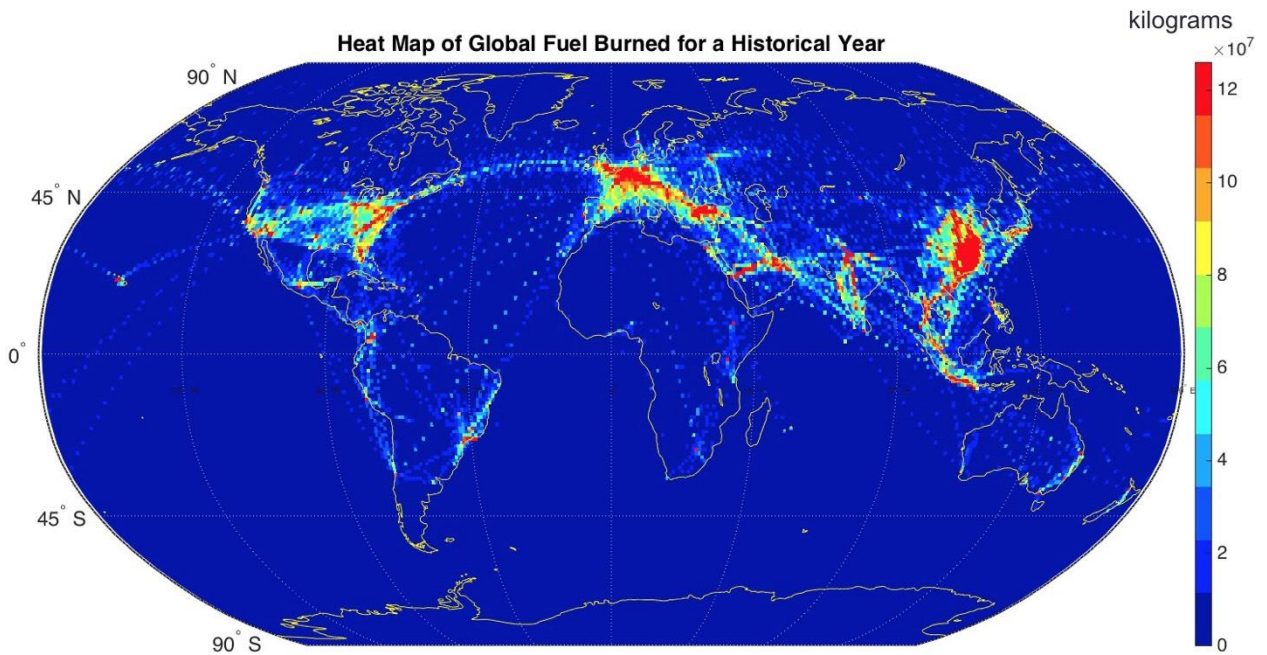 kilograms
×10⁷
Heat Map of Global Fuel Burned for a Historical Year
90° N
45° N
0°
45° S
90° S
12
10
8
6
4
2
0